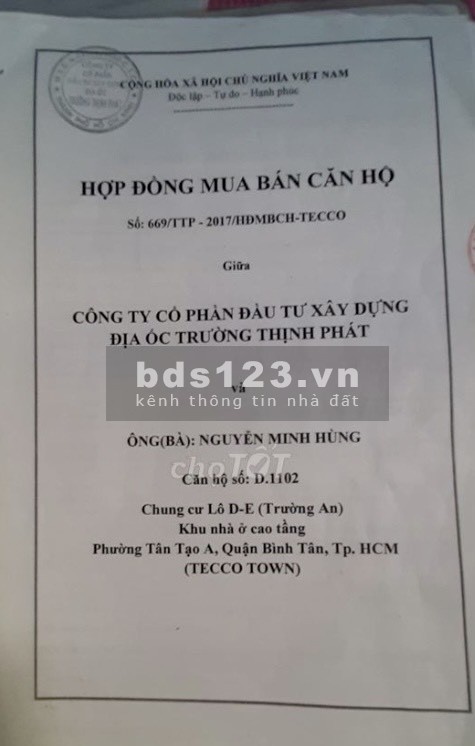 CỘNG HÒA XÃ HỘI CHỦ NGHĨA VIỆT NAM
Độc lập – Tự do – Hạnh phúc
HỢP ĐỒNG MUA BÁN CĂN HỘ
Số: 669/TTP - 2017/HĐMBCH-TECCO
Giữa
CÔNG TY CỔ PHẦN ĐẦU TƯ XÂY DỰNG
ĐỊA ỐC TRƯỜNG THỊNH PHÁT
bds123.vn
và
kênh thông tin nhà đất
ÔNG(BÀ): NGUYỄN MINH HÙNG
choTỐT
Căn hộ số: D.1102
Chung cư Lô D-E (Trường An)
Khu nhà ở cao tầng
Phường Tân Tạo A, Quận Bình Tân, Tp. HCM
(TECCO TOWN)